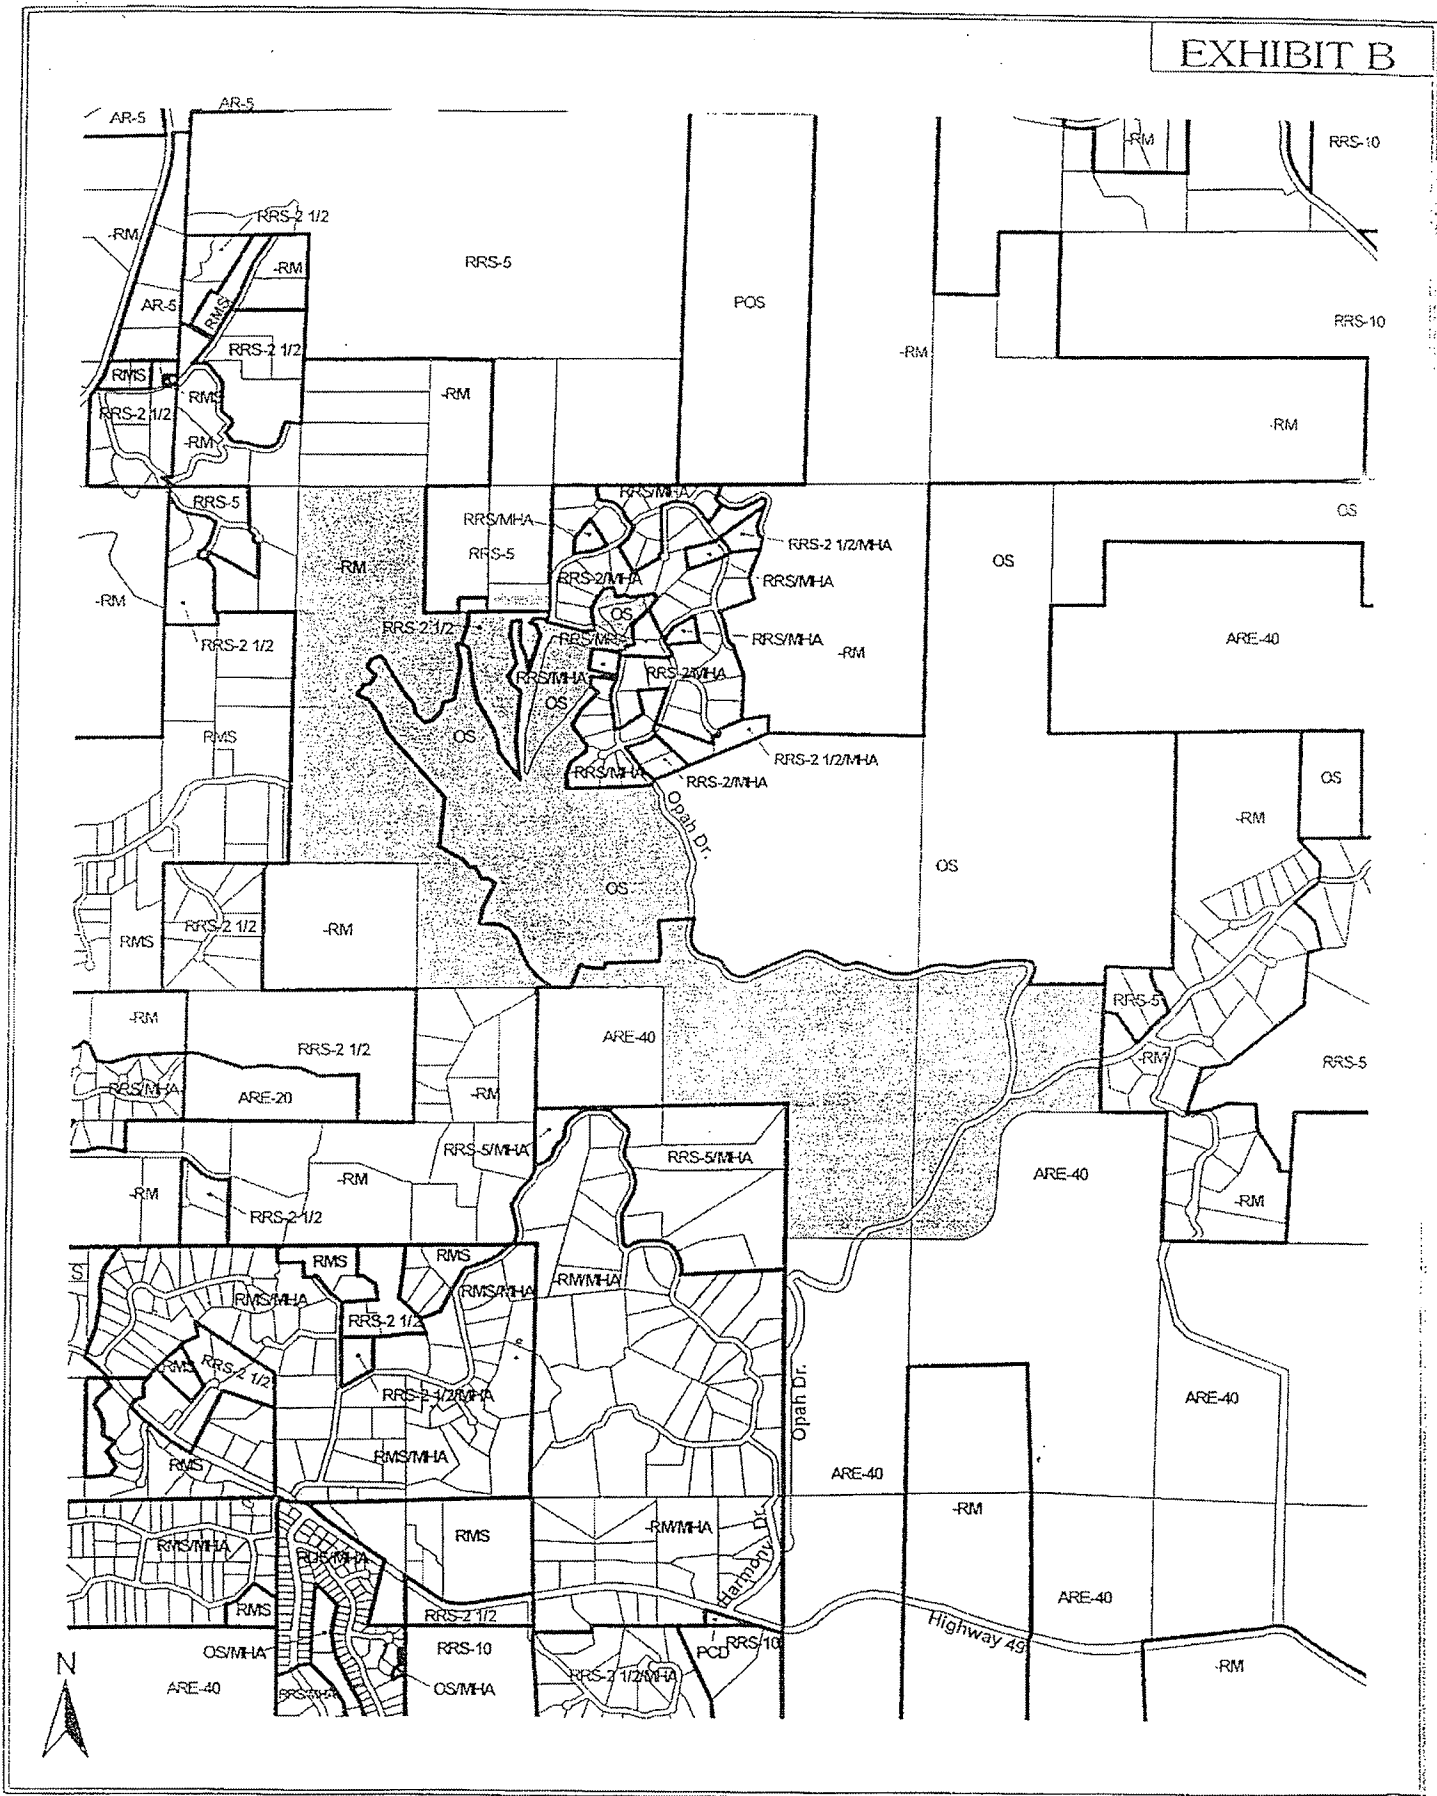 EXHIBIT B
AR-5
AR-5
-RM
RRS-10
RRS-2 1/2
-RM
-RM
RRS-5
POS
AR-5
RMS
RRS-10
RRS-2 1/2
-RM
RMS
RMS
-RM
RRS-2 1/2
-RM
-RM
RRS-5
RRS/MHA
OS
RRS/MHA
RRS-5
RRS-2 1/2/MHA
-RM
OS
RRS-2/MHA
RRS/MHA
-RM
OS
RRS-2 1/2
RRS/MHA
RRS/MHA
ARE-40
RRS-2 1/2
-RM
RRS/MHA
RRS-2/MHA
OS
RMS
OS
RRS-2 1/2/MHA
RRS/MHA
RRS-2/MHA
OS
Opah Dr.
-RM
OS
OS
RRS-2 1/2
-RM
RMS
RRS-5
-RM
ARE-40
RRS-2 1/2
-RM
RRS-5
RRS/MHA
ARE-20
-RM
RRS-5/MHA
RRS-5/MHA
ARE-40
-RM
-RM
-RM
RRS-2 1/2
RMS
RMS
S
RMS/MHA
RMS/MHA
-RM/MHA
RRS-2 1/2
RMS
RRS-2 1/2
RRS-2 1/2/MHA
Opah Dr.
ARE-40
RMS/MHA
RMS
ARE-40
-RM
RMS/MHA
RMS
-RM/MHA
Harmony Dr.
RMS
RRS-2 1/2
ARE-40
Highway 49
OS/MHA
RRS-10
PCD
RRS-10
N
ARE-40
OS/MHA
RRS-2 1/2/MHA
-RM